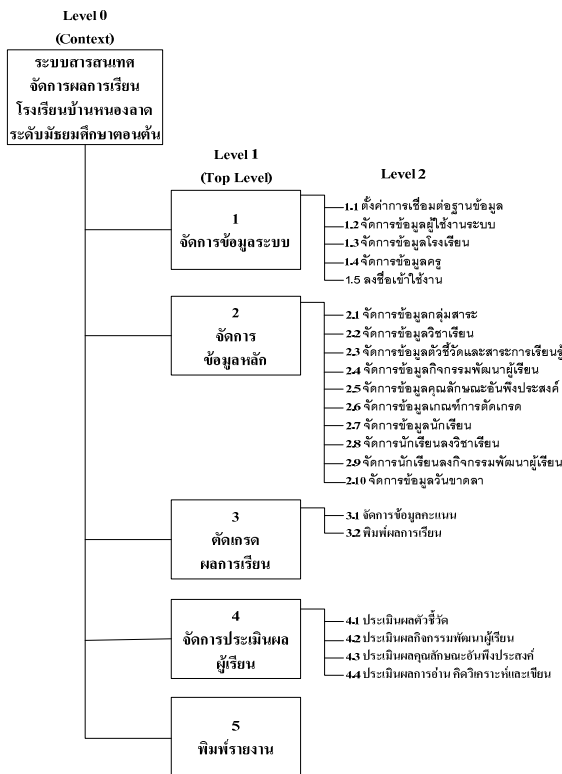 Level 0
(Context)
ระบบสารสนเทศ
จัดการผลการเรียน
โรงเรียนบ้านหนองลาด
ระดับมัธยมศึกษาตอนต้น
Level 1
(Top Level)
Level 2
1
จัดการข้อมูลระบบ
1.1 ตั้งค่าการเชื่อมต่อฐานข้อมูล
1.2 จัดการข้อมูลผู้ใช้งานระบบ
1.3 จัดการข้อมูลโรงเรียน
1.4 จัดการข้อมูลครู
1.5 ลงชื่อเข้าใช้งาน
2
จัดการ
ข้อมูลหลัก
2.1 จัดการข้อมูลกลุ่มสาระ
2.2 จัดการข้อมูลวิชาเรียน
2.3 จัดการข้อมูลตัวชี้วัดและสาระการเรียนรู้
2.4 จัดการข้อมูลกิจกรรมพัฒนาผู้เรียน
2.5 จัดการข้อมูลคุณลักษณะอันพึงประสงค์
2.6 จัดการข้อมูลเกณฑ์การตัดเกรด
2.7 จัดการข้อมูลนักเรียน
2.8 จัดการนักเรียนลงวิชาเรียน
2.9 จัดการนักเรียนลงกิจกรรมพัฒนาผู้เรียน
2.10 จัดการข้อมูลวันขาดลา
3
ตัดเกรด
ผลการเรียน
3.1 จัดการข้อมูลคะแนน
3.2 พิมพ์ผลการเรียน
4
จัดการประเมินผล
ผู้เรียน
4.1 ประเมินผลตัวชี้วัด
4.2 ประเมินผลกิจกรรมพัฒนาผู้เรียน
4.3 ประเมินผลคุณลักษณะอันพึงประสงค์
4.4 ประเมินผลการอ่าน คิดวิเคราะห์และเขียน
5
พิมพ์รายงาน